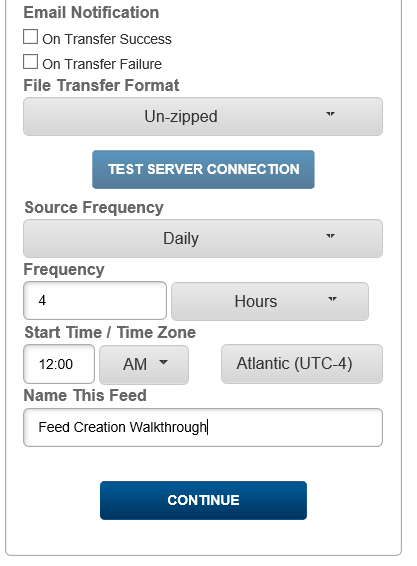 Email Notification
On Transfer Success
On Transfer Failure
File Transfer Format
Un-zipped
TEST SERVER CONNECTION
Source Frequency
Daily
Frequency
4 Hours
Start Time / Time Zone
12:00 AM Atlantic (UTC-4)
Name This Feed
Feed Creation Walkthrough
CONTINUE